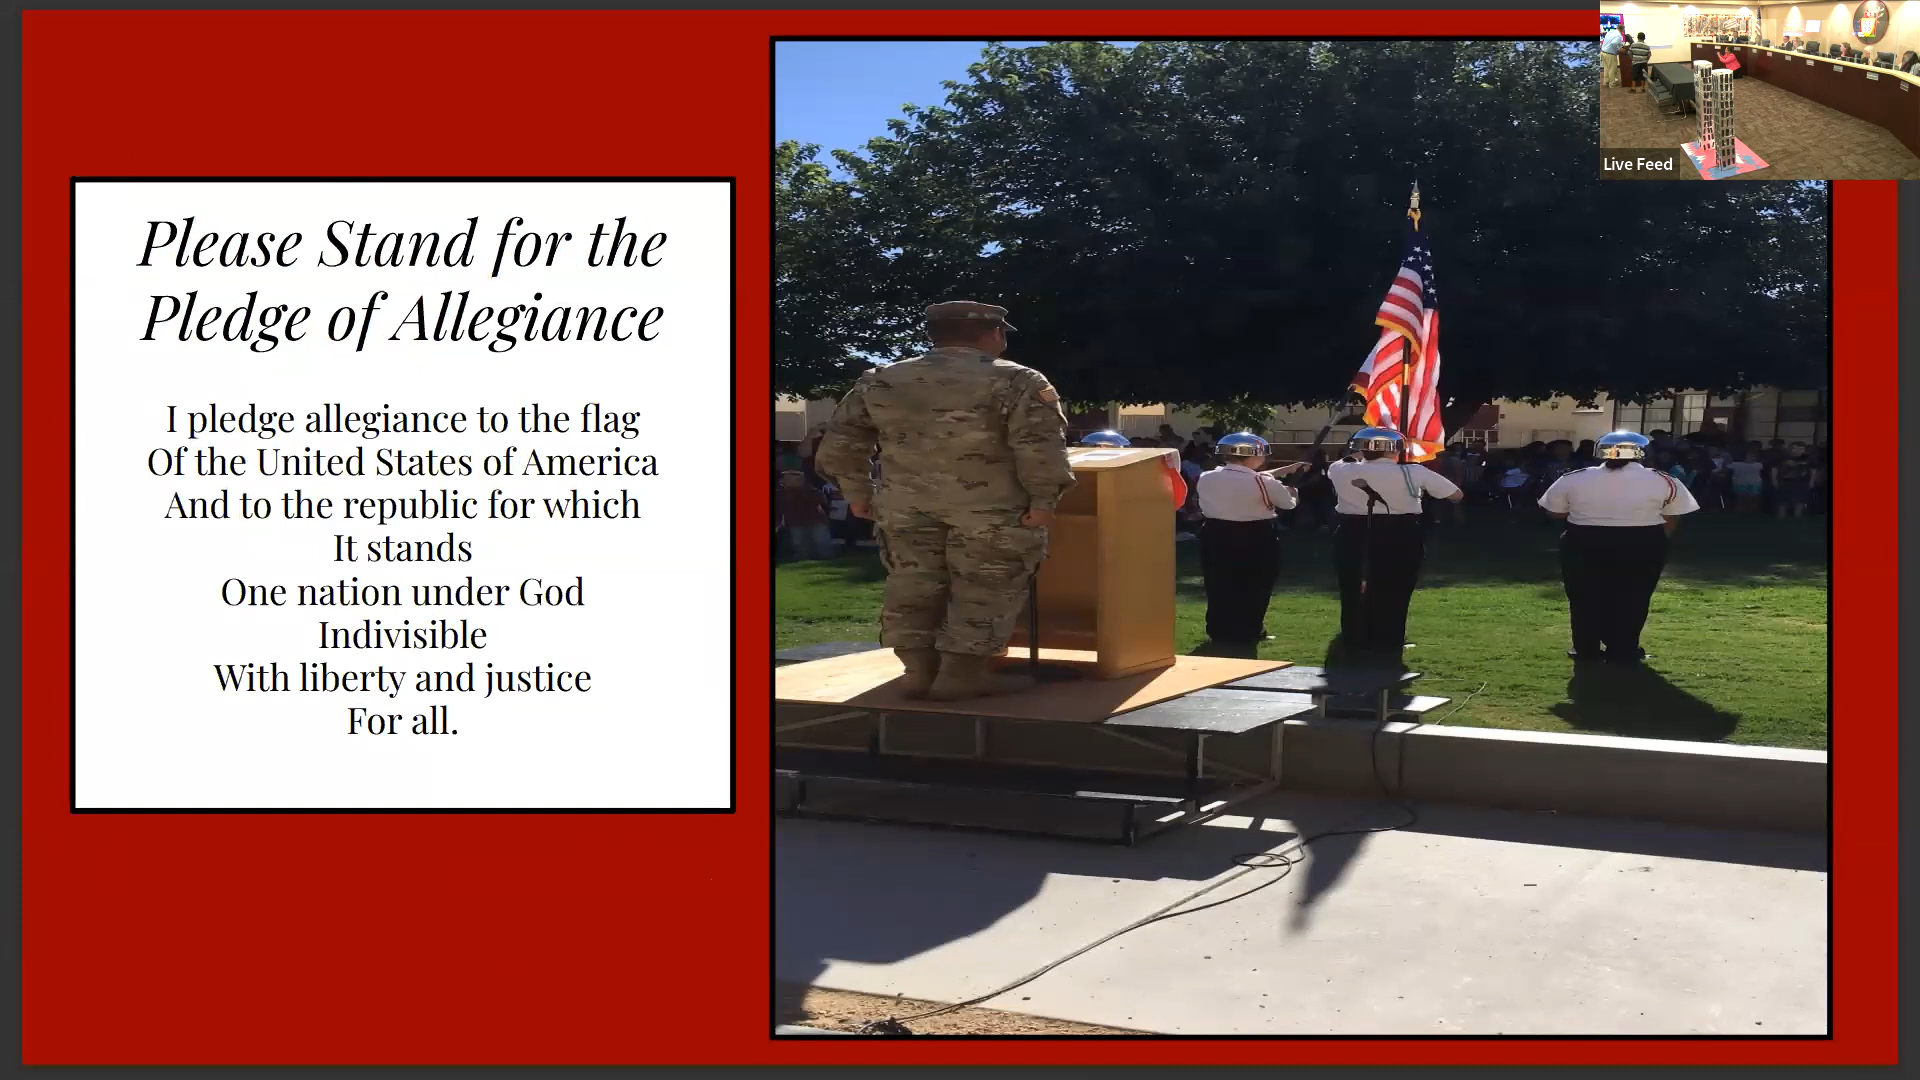 Please Stand for the
Pledge of Allegiance
I pledge allegiance to the flag
Of the United States of America
And to the republic for which
It stands
One nation under God
Indivisible
With liberty and justice
For all.
Live Feed